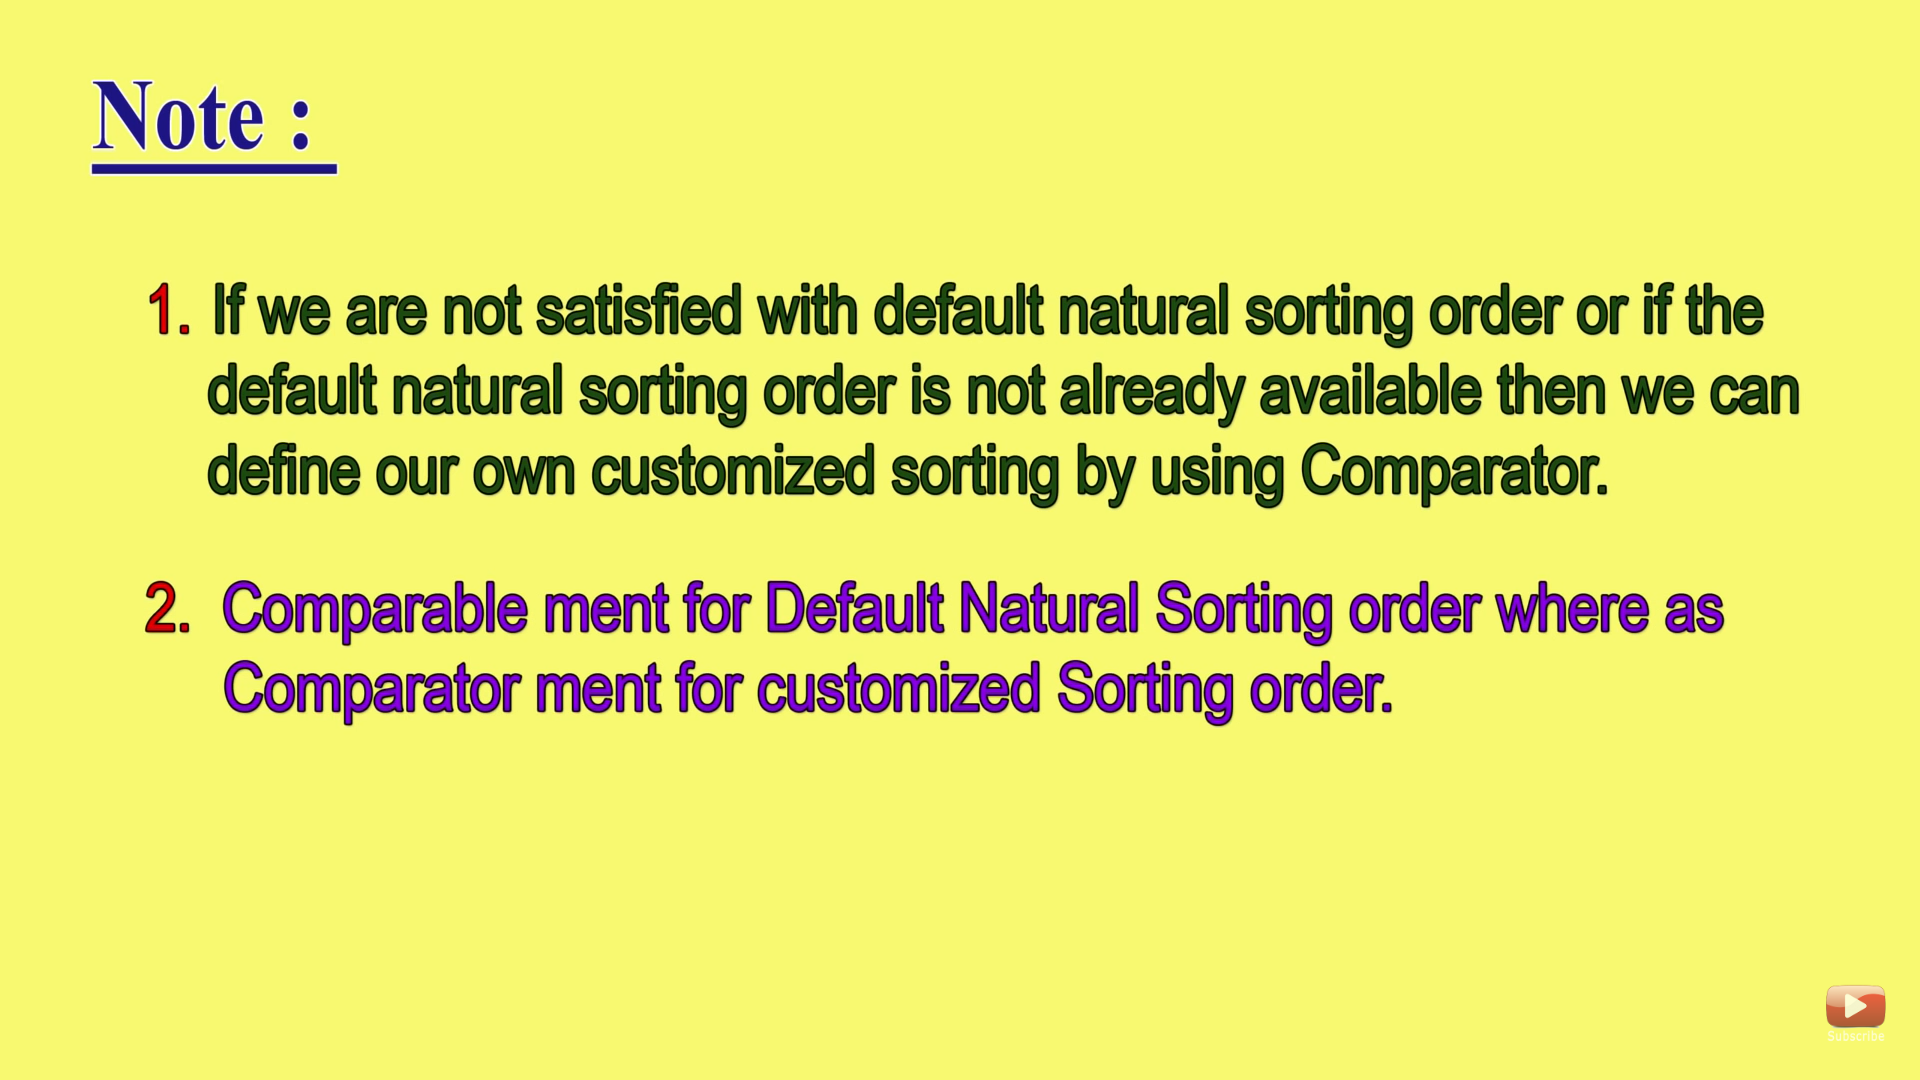 Note :
1. If we are not satisfied with default natural sorting order or if the
default natural sorting order is not already available then we can
define our own customized sorting by using Comparator.
2. Comparable ment for Default Natural Sorting order where as
Comparator ment for customized Sorting order.
Subscribe